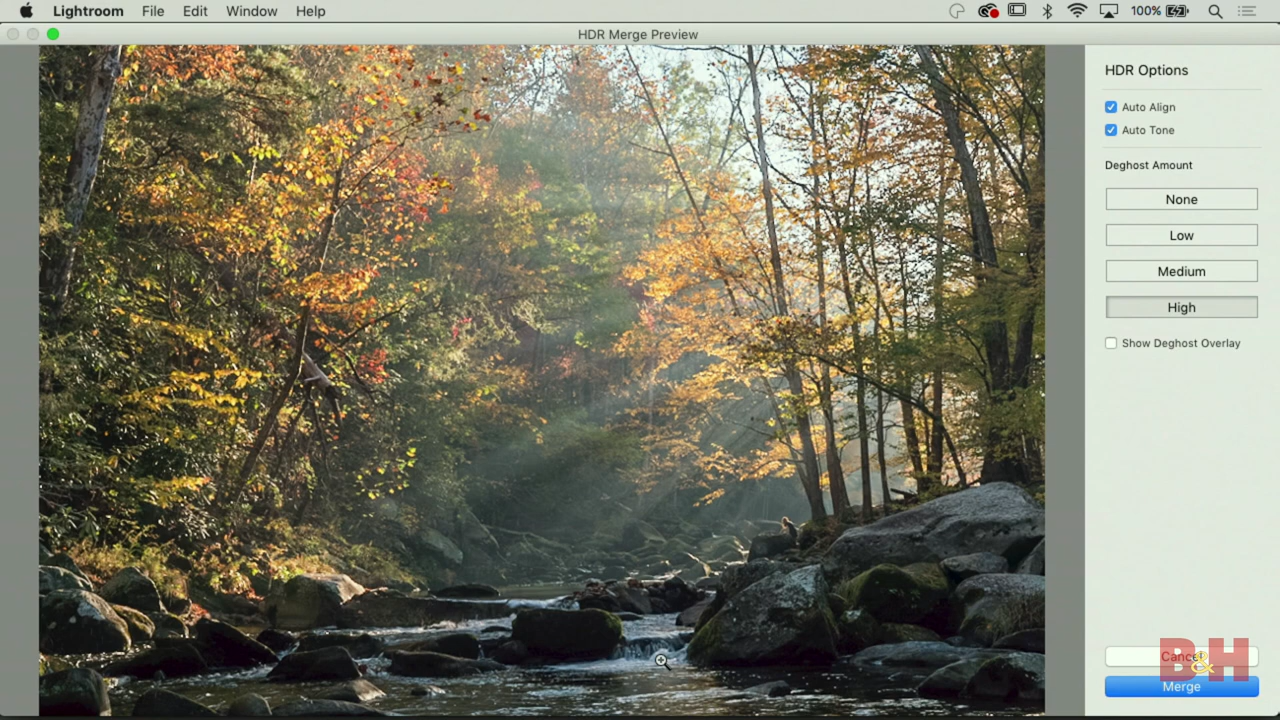 Lightroom File Edit Window Help 100%
HDR Merge Preview
HDR Options
Auto Align
Auto Tone
Deghost Amount
None
Low
Medium
High
Show Deghost Overlay
Cancel
B&H
Merge